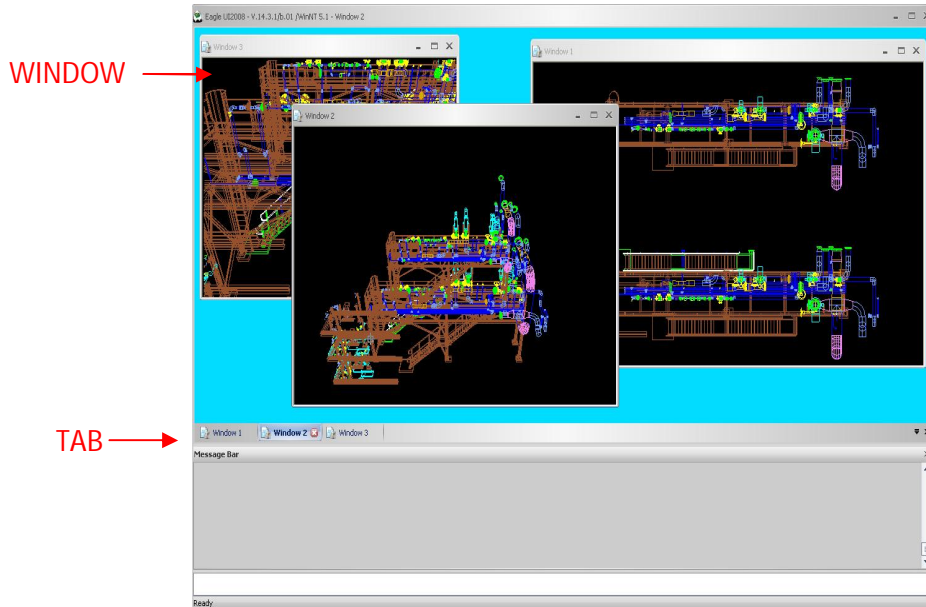 Eagle UI2008 - V.14.3.1/b.01 /WinNT 5.1 - Window 2
Window 3
Window 1
WINDOW
Window 2
Window 1
Window 2
Window 3
TAB
Message Bar
Ready